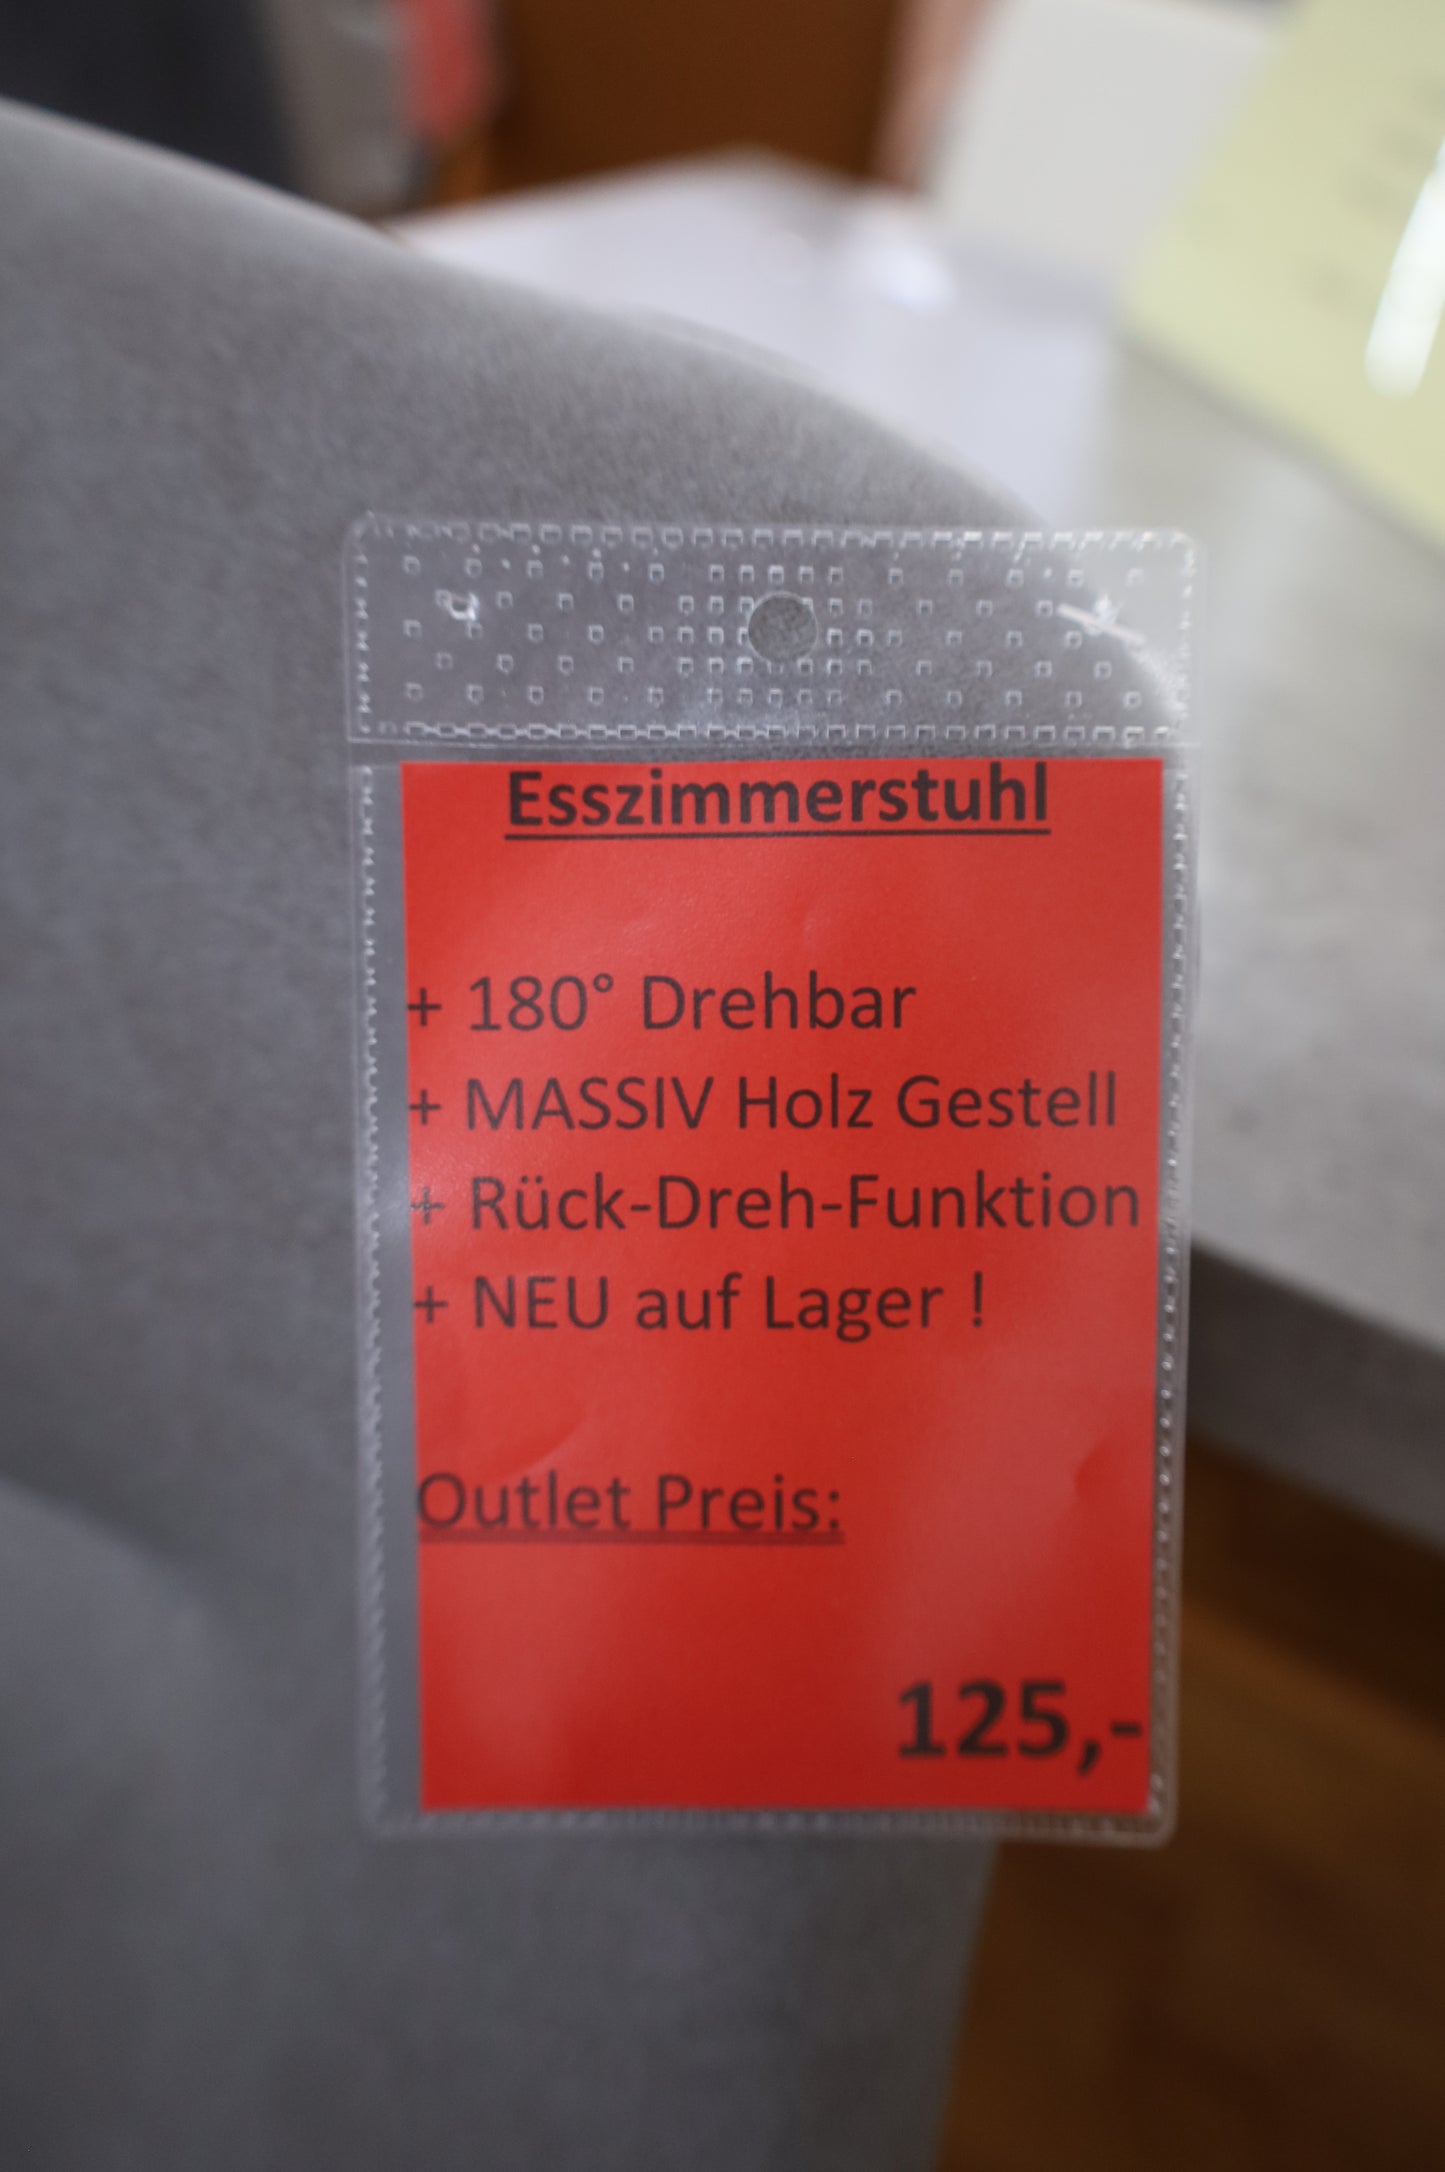 Esszimmerstuhl
+ 180° Drehbar
+ MASSIV Holz Gestell
+ Rück-Dreh-Funktion
+ NEU auf Lager !
Outlet Preis:
125,-